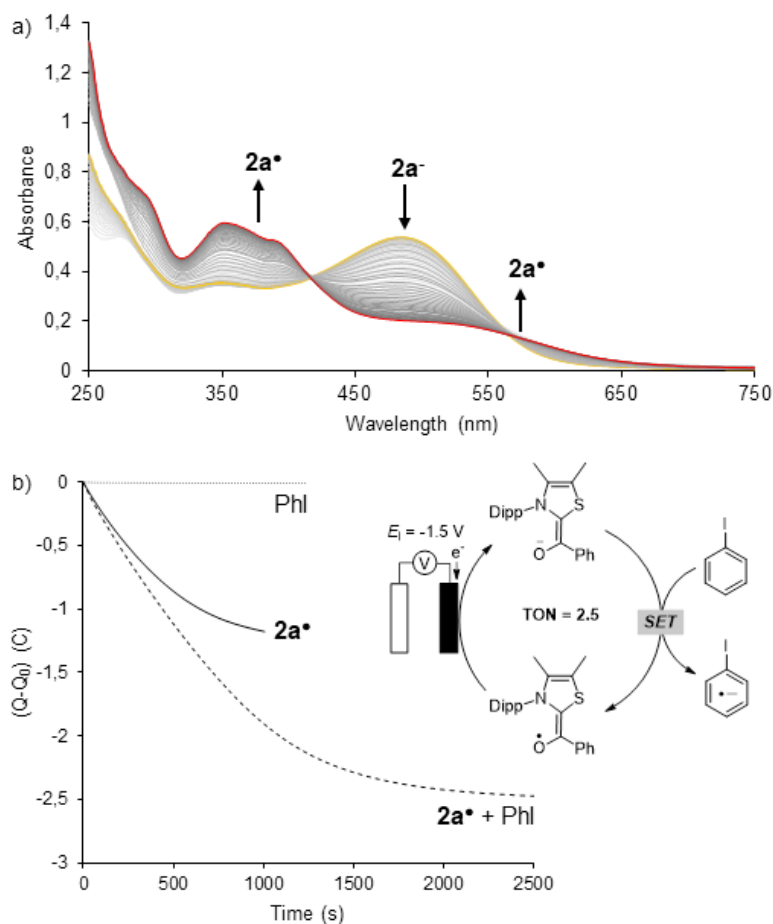 a)
1,4
1,2
1
0,8
0,6
0,4
0,2
0
Absorbance
2a•
2a-
2a•
250 350 450 550 650 750
Wavelength (nm)
b)
0
-0,5
-1
-1,5
-2
-2,5
-3
(Q-Q0) (C)
PhI
2a•
2a• + PhI
EI = -1.5 V
e-
V
Dipp
N
S
O
-
Ph
I
TON = 2.5
SET
I
• –
Dipp
N
S
O
•
Ph
0 500 1000 1500 2000 2500
Time (s)